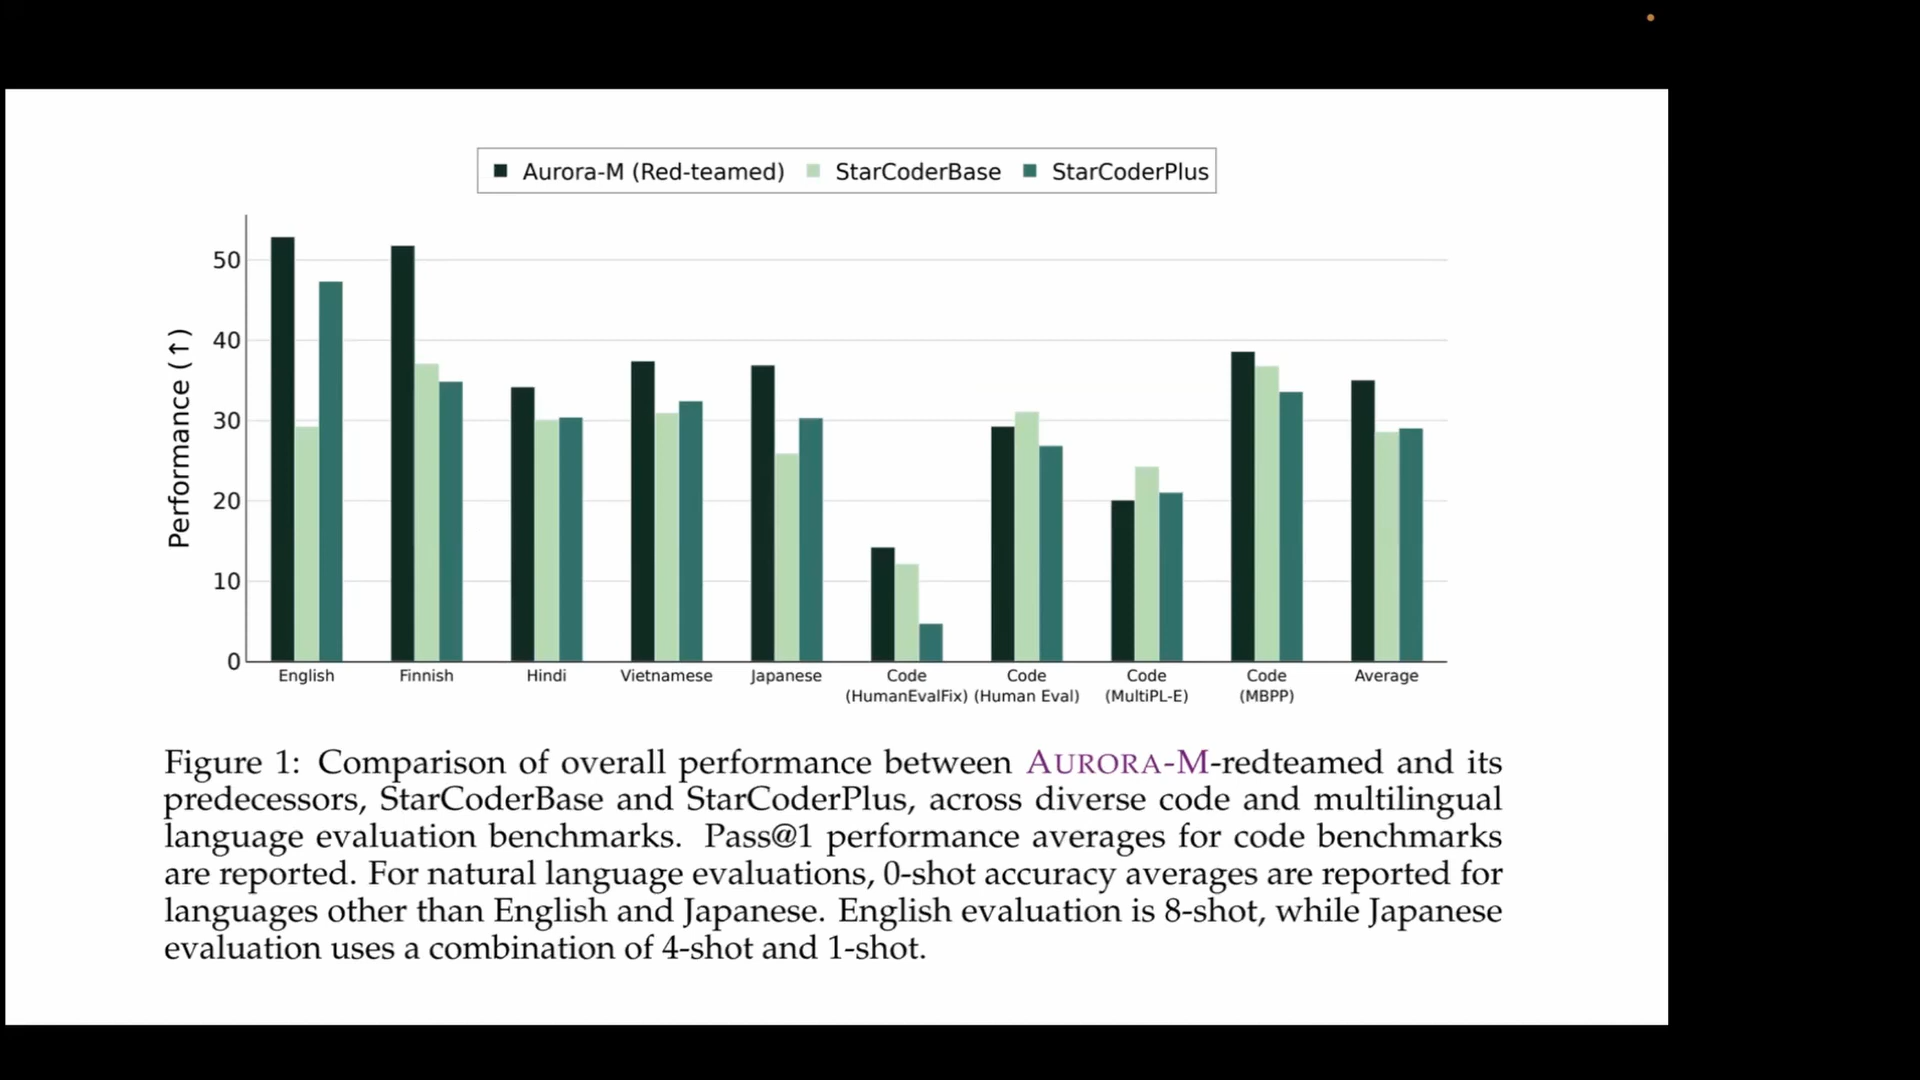 Aurora-M (Red-teamed) StarCoderBase StarCoderPlus
Performance (↑)
50
40
30
20
10
0
English Finnish Hindi Vietnamese Japanese Code Code Code Code Average
(HumanEvalFix) (Human Eval) (MultiPL-E) (MBPP)
Figure 1: Comparison of overall performance between AURORA-M-redteamed and its
predecessors, StarCoderBase and StarCoderPlus, across diverse code and multilingual
language evaluation benchmarks. Pass@1 performance averages for code benchmarks
are reported. For natural language evaluations, 0-shot accuracy averages are reported for
languages other than English and Japanese. English evaluation is 8-shot, while Japanese
evaluation uses a combination of 4-shot and 1-shot.